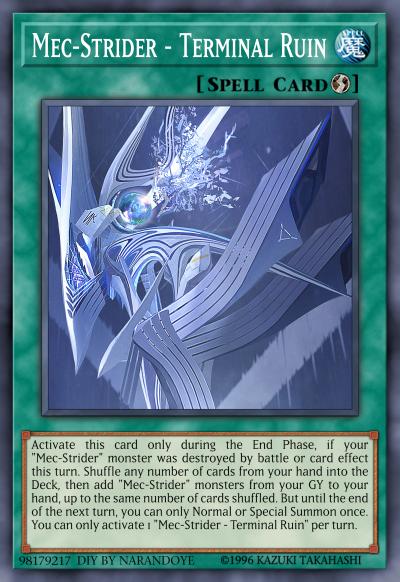 Mec-Strider - Terminal Ruin
SPELL
魔
[Spell Card]
Activate this card only during the End Phase, if your
"Mec-Strider" monster was destroyed by battle or card effect
this turn. Shuffle any number of cards from your hand into the
Deck, then add "Mec-Strider" monsters from your GY to your
hand, up to the same number of cards shuffled. But until the end
of the next turn, you can only Normal or Special Summon once.
You can only activate 1 "Mec-Strider - Terminal Ruin" per turn.
98179217 DIY BY NARANDOYE ©1996 KAZUKI TAKAHASHI